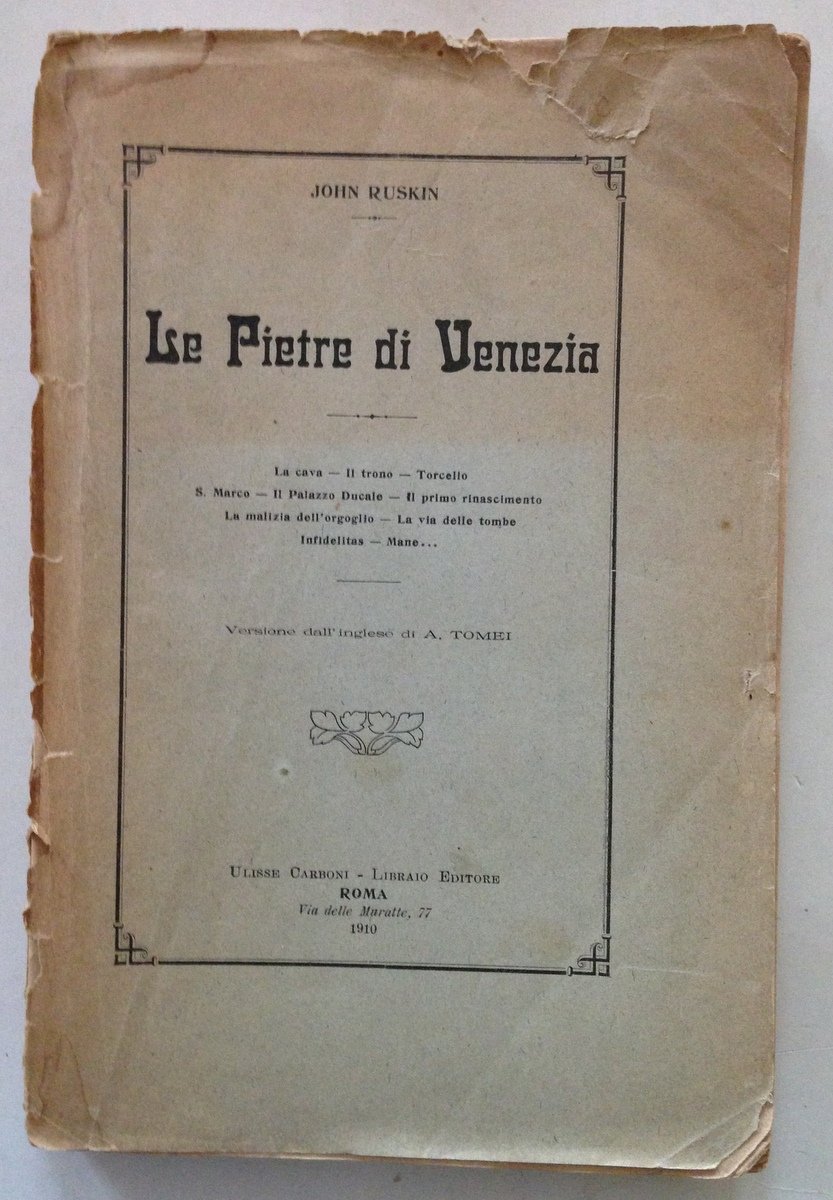 JOHN RUSKIN
Le Pietre di Venezia
La cava — Il trono — Torcello
S. Marco — Il Palazzo Ducale — Il primo rinascimento
La malizia dell'orgoglio — La via delle tombe
Infidelitas — Mane...
Versione dall'inglese di A. TOMEI
ULISSE CARBONI - LIBRAIO EDITORE
ROMA
Via delle Muratte, 77
1910